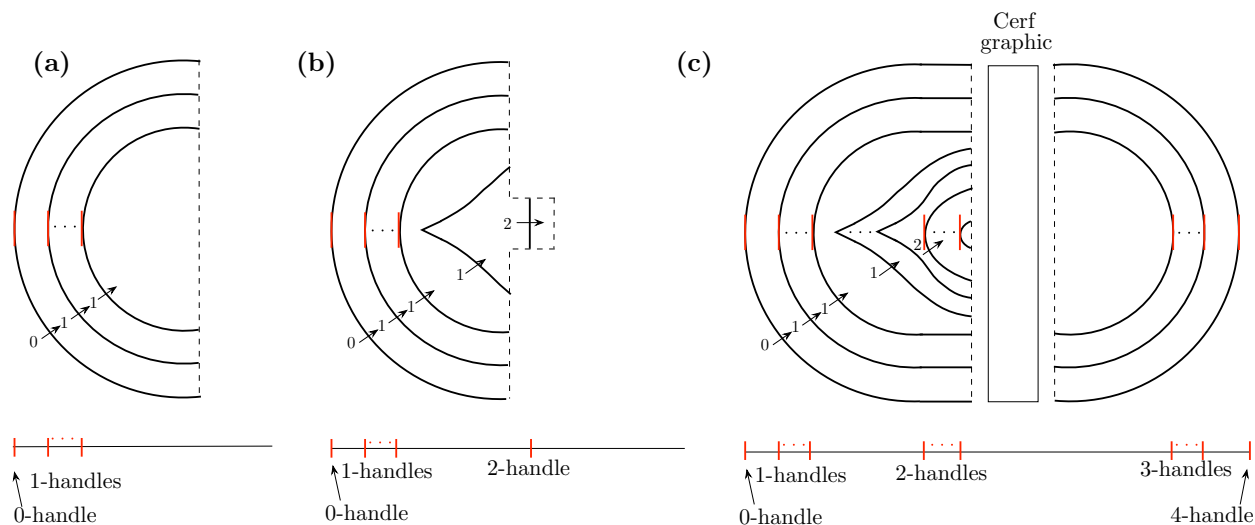 (a)
0
1
1
· · ·
· · ·
1-handles
0-handle
(b)
0
1
1
1
2
· · ·
· · ·
1-handles
2-handle
0-handle
(c)
Cerf
graphic
0
1
1
1
2
· · ·
· · ·
· · ·
· · ·
· · ·
· · ·
· · ·
1-handles
2-handles
3-handles
0-handle
4-handle